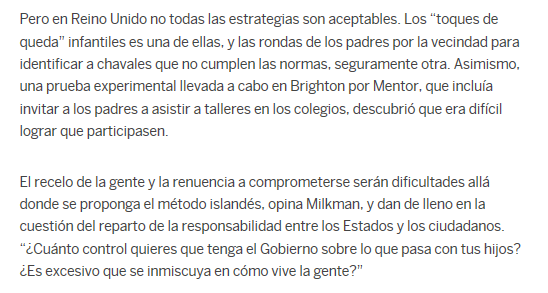 Pero en Reino Unido no todas las estrategias son aceptables. Los “toques de
queda” infantiles es una de ellas, y las rondas de los padres por la vecindad para
identificar a chavales que no cumplen las normas, seguramente otra. Asimismo,
una prueba experimental llevada a cabo en Brighton por Mentor, que incluía
invitar a los padres a asistir a talleres en los colegios, descubrió que era difícil
lograr que participasen.
El recelo de la gente y la renuencia a comprometerse serán dificultades allá
donde se proponga el método islandés, opina Milkman, y dan de lleno en la
cuestión del reparto de la responsabilidad entre los Estados y los ciudadanos.
“¿Cuánto control quieres que tenga el Gobierno sobre lo que pasa con tus hijos?
¿Es excesivo que se inmiscuya en cómo vive la gente?”